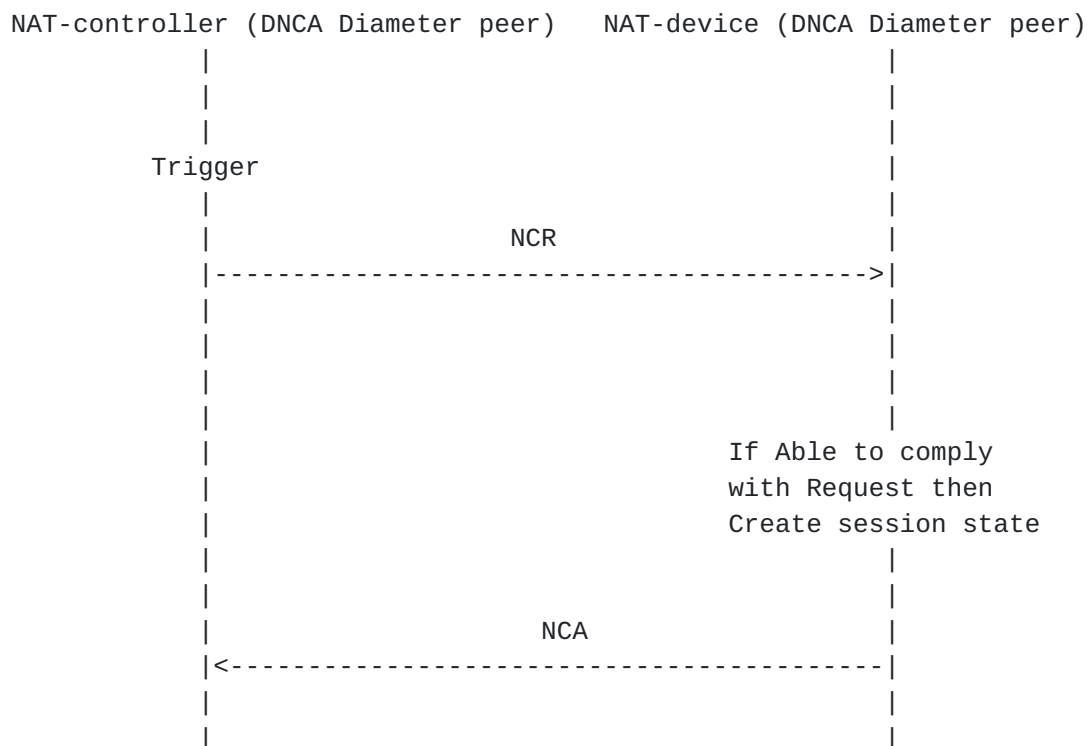 NAT-controller (DNCA Diameter peer)   NAT-device (DNCA Diameter peer)
Trigger
NCR
If Able to comply
with Request then
Create session state
NCA